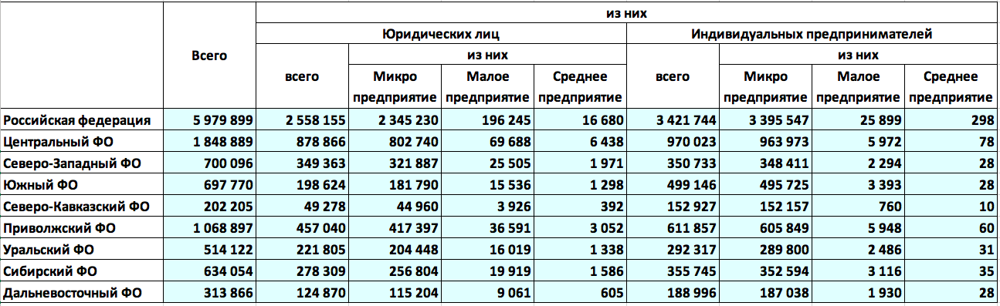 из них
Юридических лиц Индивидуальных предпринимателей
Всего из них из них
всего Микро предприятие Малое предприятие Среднее предприятие всего Микро предприятие Малое предприятие Среднее предприятие
Российская федерация 5 979 899 2 558 155 2 345 230 196 245 16 680 3 421 744 3 395 547 25 899 298
Центральный ФО 1 848 889 878 866 802 740 69 688 6 438 970 023 963 973 5 972 78
Северо-Западный ФО 700 096 349 363 321 887 25 505 1 971 350 733 348 411 2 294 28
Южный ФО 697 770 198 624 181 790 15 536 1 298 499 146 495 725 3 393 28
Северо-Кавказский ФО 202 205 49 278 44 960 3 926 392 152 927 152 157 760 10
Приволжский ФО 1 068 897 457 040 417 397 36 591 3 052 611 857 605 849 5 948 60
Уральский ФО 514 122 221 805 204 448 16 019 1 338 292 317 289 800 2 486 31
Сибирский ФО 634 054 278 309 256 804 19 919 1 586 355 745 352 594 3 116 35
Дальневосточный ФО 313 866 124 870 115 204 9 061 605 188 996 187 038 1 930 28